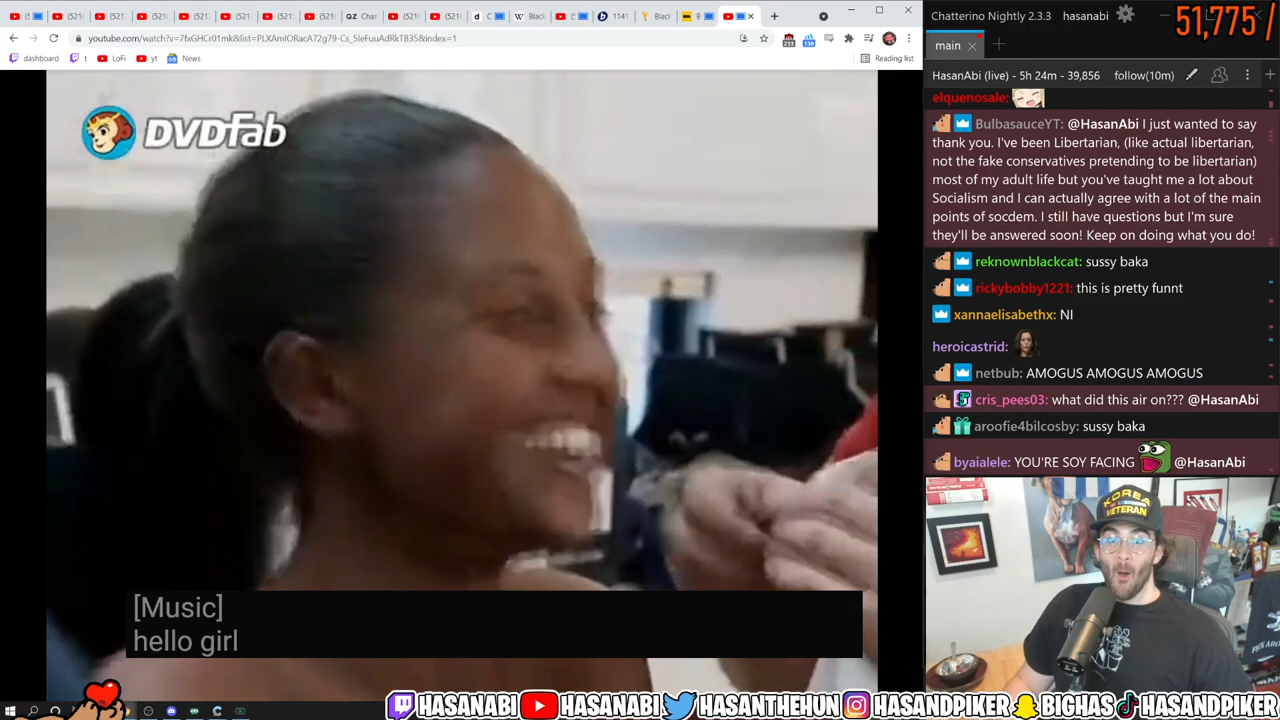 Chatterino Nightly 2.3.3
hasanabi
51,775 /
youtube.com/watch?v=7fxGHCr01mk&list=PLXAmIORacA72g79-Cs_5IeFuuAdRkTB35&index=1
dashboard
t
LoFi
yt
News
Reading list
main
HasanAbi (live) - 5h 24m - 39,856
follow(10m)
DVDFab
elquenosale:
BulbasauceYT: @HasanAbi I just wanted to say
thank you. I've been Libertarian, (like actual libertarian,
not the fake conservatives pretending to be libertarian)
most of my adult life but you've taught me a lot about
Socialism and I can actually agree with a lot of the main
points of socdem. I still have questions but I'm sure
they'll be answered soon! Keep on doing what you do!
reknownblackcat: sussy baka
rickybobby1221: this is pretty funnt
xannaelisabethx: NI
heroicastrid:
netbub: AMOGUS AMOGUS AMOGUS
cris_pees03: what did this air on??? @HasanAbi
aroofie4bilcosby: sussy baka
byaialele: YOU'RE SOY FACING @HasanAbi
KOREA
VETERAN
[Music]
hello girl
HASANABI
HASANABI
HASANTHEHUN
HASANDPIKER
BIGHAS
HASANDPIKER